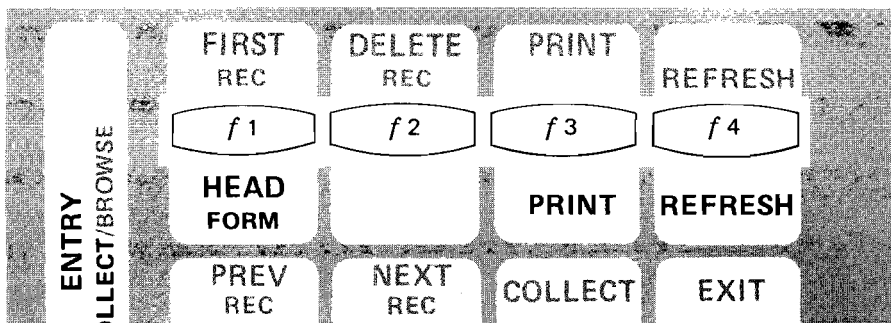 FIRST
REC
DELETE
REC
PRINT
REFRESH
f1
f2
f3
f4
HEAD
FORM
PRINT
REFRESH
PREV
REC
NEXT
REC
COLLECT
EXIT
ENTRY
/BROWSE